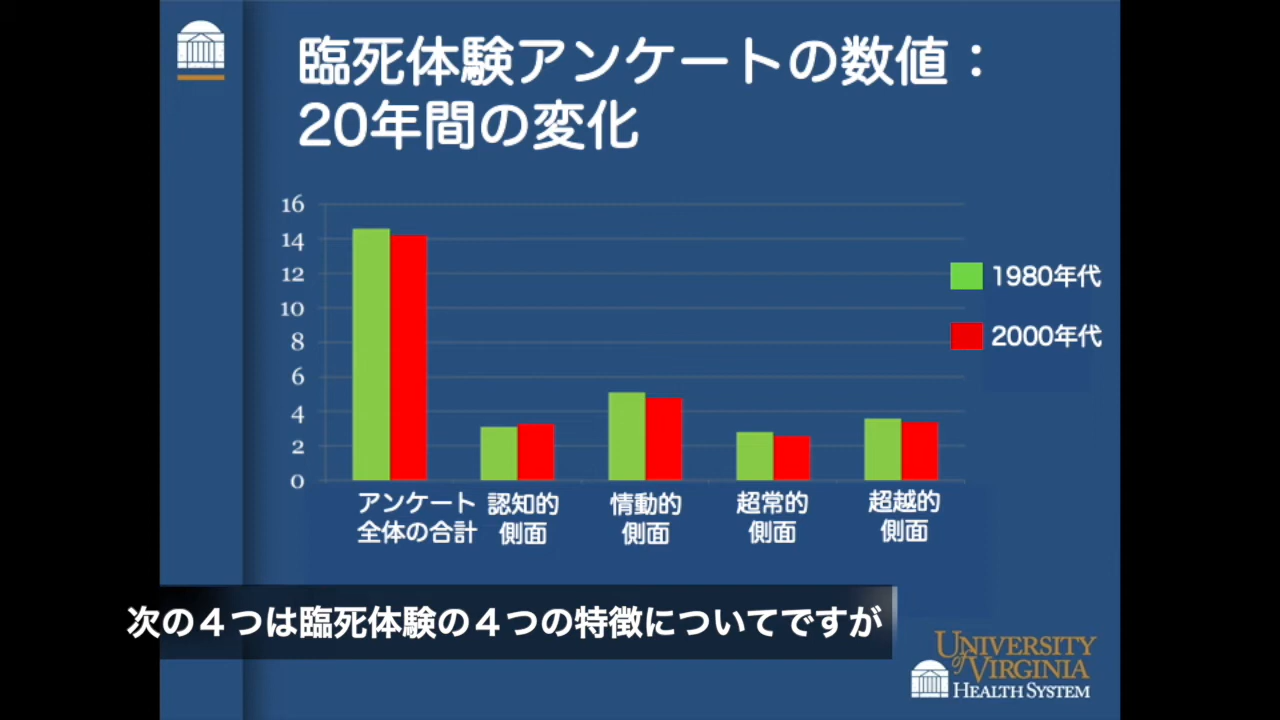 臨死体験アンケートの数値：
20年間の変化
16
14
12
10
8
6
4
2
0
1980年代
2000年代
アンケート
全体の合計
認知的
側面
情動的
側面
超常的
側面
超越的
側面
次の４つは臨死体験の４つの特徴についてですが
UNIVERSITY
of VIRGINIA
HEALTH SYSTEM